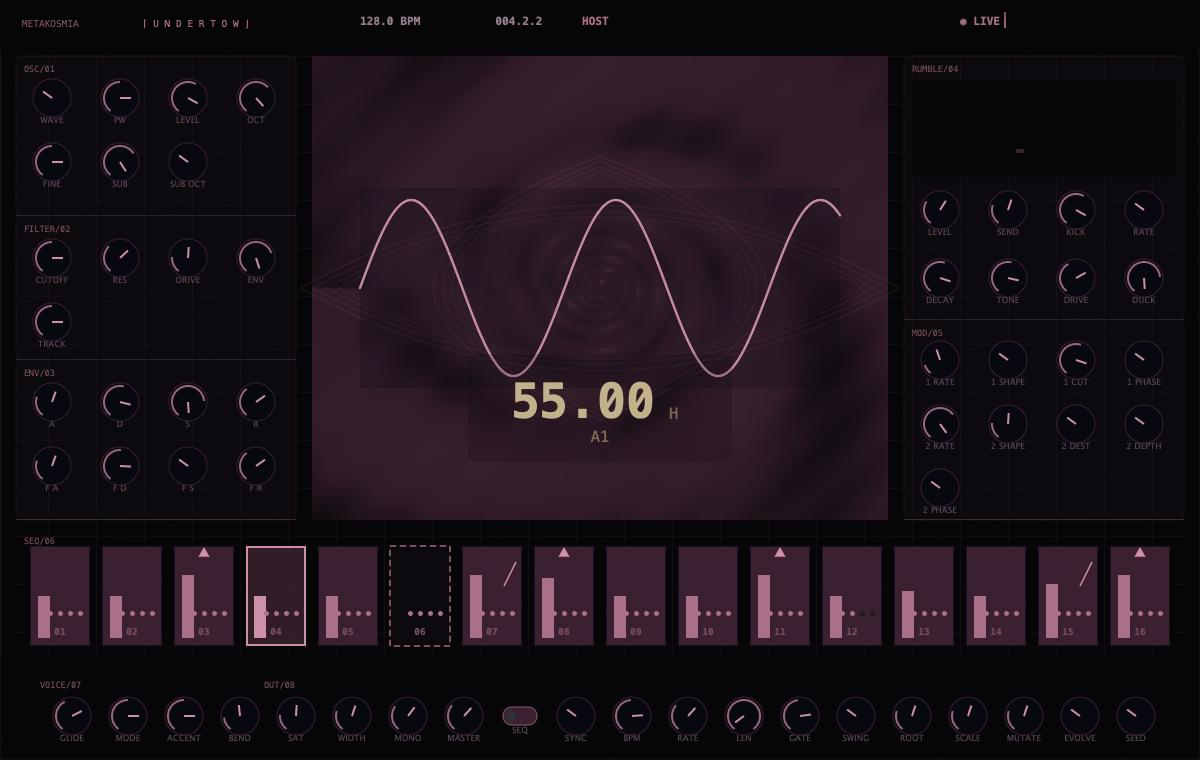 METAKOSMIA [UNDERTOW] 128.0 BPM 004.2.2 HOST ◉ LIVE
OSC/01
WAVE PW LEVEL OCT
FINE SUB SUB OCT
FILTER/02
CUTOFF RES DRIVE ENV
TRACK
ENV/03
A D S R
F A F D F S F R
55.00 H
A1
RUMBLE/04
LEVEL SEND KICK RATE
DECAY TONE DRIVE DUCK
MOD/05
1 RATE 1 SHAPE 1 CUT 1 PHASE
2 RATE 2 SHAPE 2 DEST 2 DEPTH
2 PHASE
SEQ/06
01 02 03 04 05 06 07 08 09 10 11 12 13 14 15 16
VOICE/07 OUT/08
GLIDE MODE ACCENT BEND SAT WIDTH MONO MASTER SEQ SYNC BPM RATE LEN GATE SWING ROOT SCALE MUTATE EVOLVE SEED